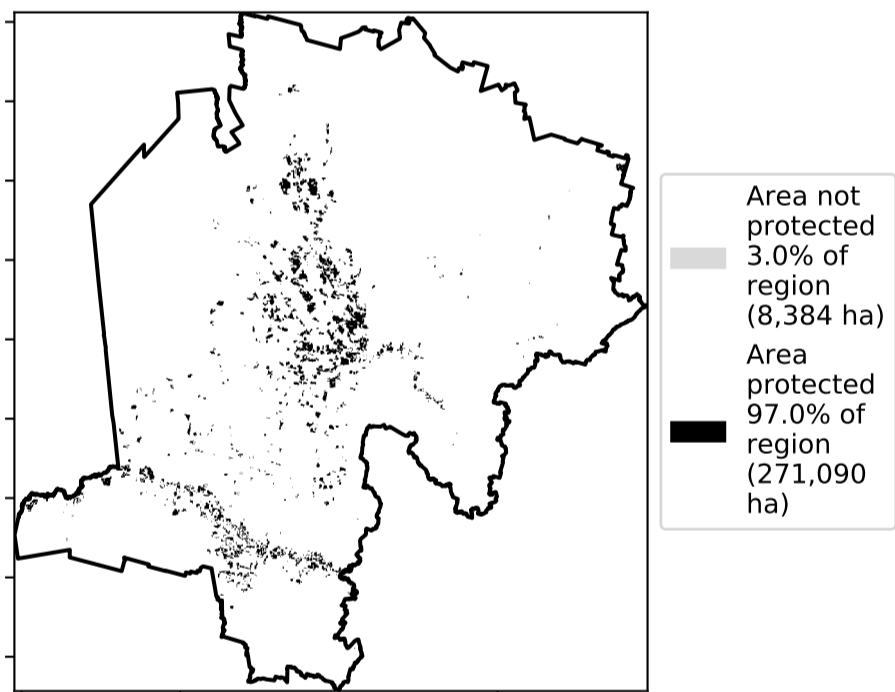 Area not
protected
3.0% of
region
(8,384 ha)
Area
protected
97.0% of
region
(271,090
ha)